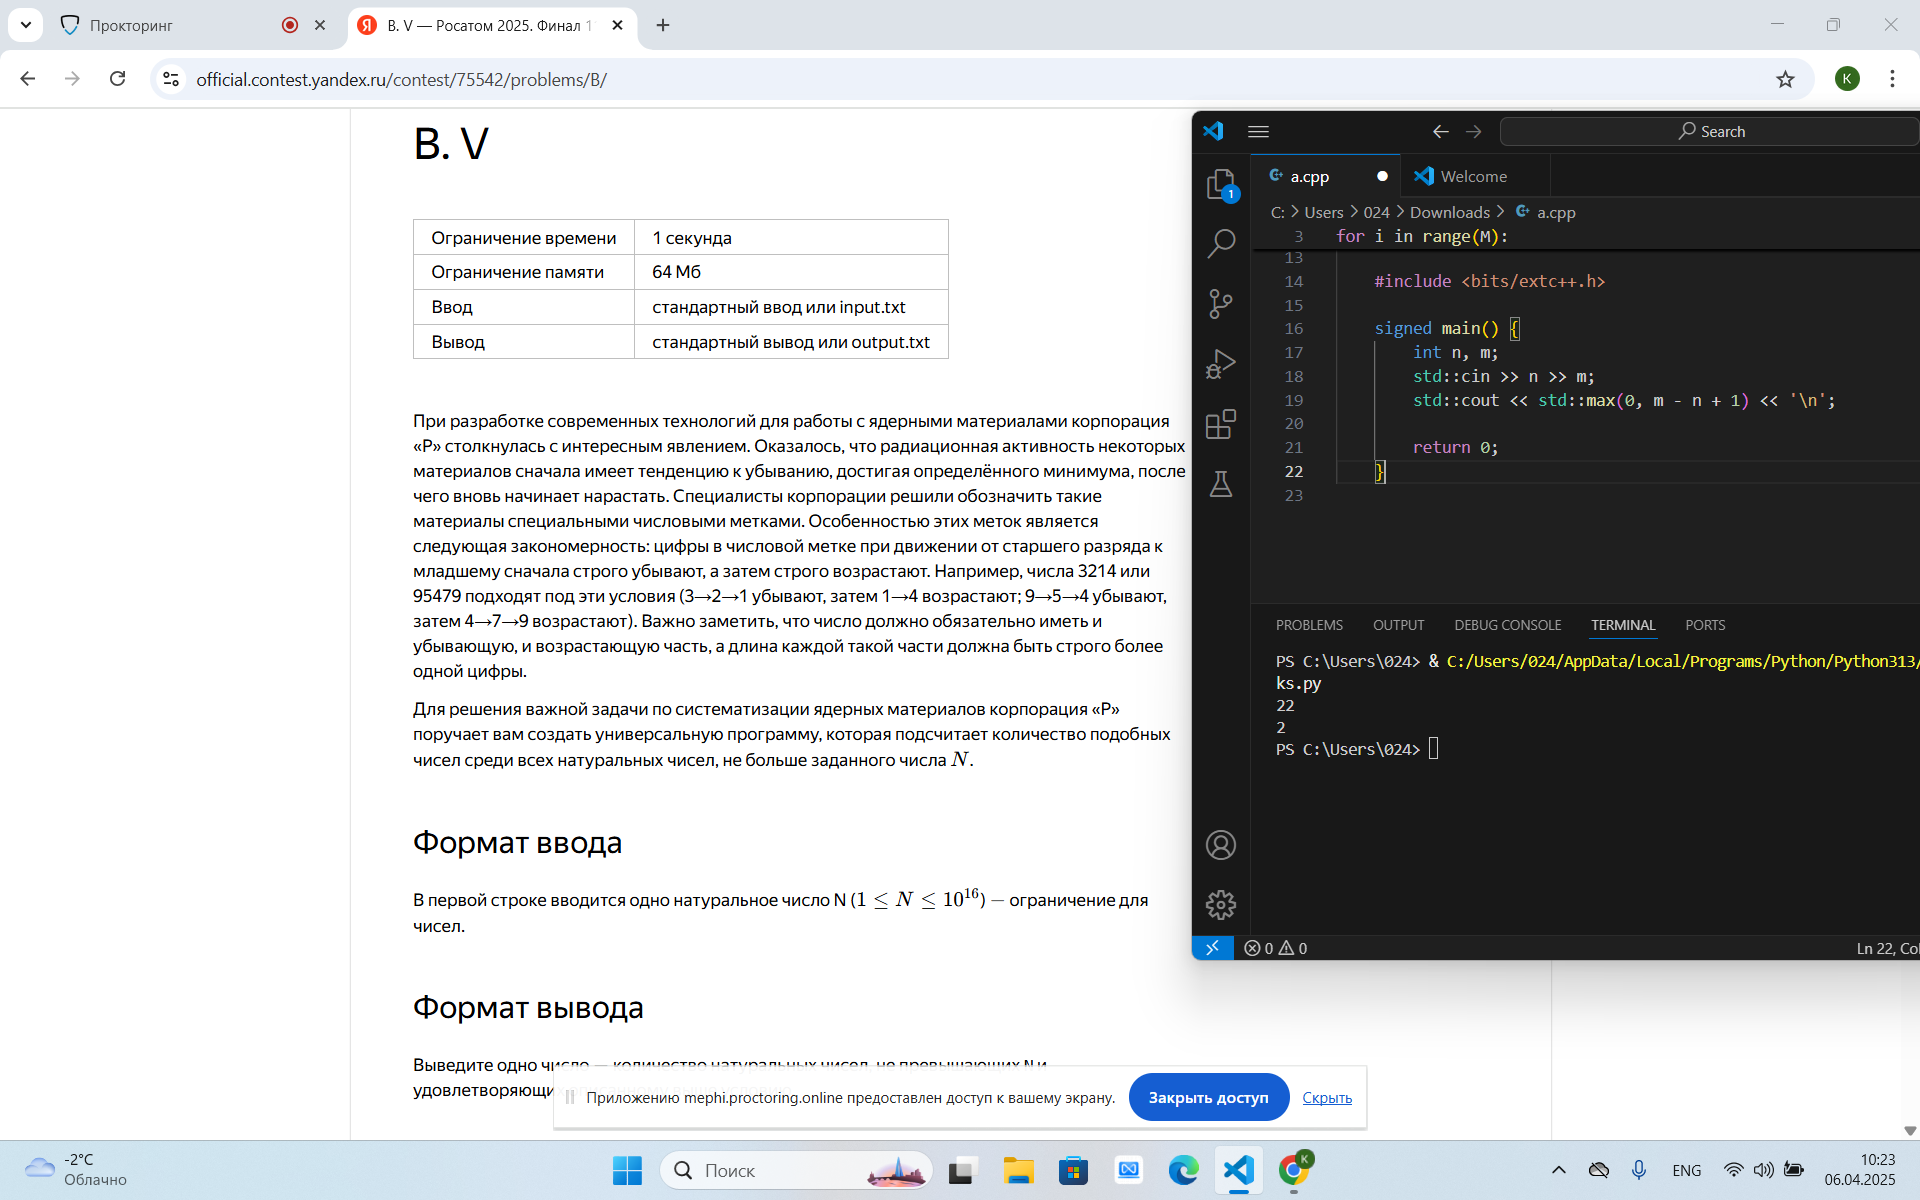 Прокторинг
B. V — Росатом 2025. Финал 1
official.contest.yandex.ru/contest/75542/problems/B/
K
B. V
Ограничение времени 1 секунда
Ограничение памяти 64 Мб
Ввод стандартный ввод или input.txt
Вывод стандартный вывод или output.txt
При разработке современных технологий для работы с ядерными материалами корпорация
«Р» столкнулась с интересным явлением. Оказалось, что радиационная активность некоторых
материалов сначала имеет тенденцию к убыванию, достигая определённого минимума, после
чего вновь начинает нарастать. Специалисты корпорации решили обозначить такие
материалы специальными числовыми метками. Особенностью этих меток является
следующая закономерность: цифры в числовой метке при движении от старшего разряда к
младшему сначала строго убывают, а затем строго возрастают. Например, числа 3214 или
95479 подходят под эти условия (3→2→1 убывают, затем 1→4 возрастают; 9→5→4 убывают,
затем 4→7→9 возрастают). Важно заметить, что число должно обязательно иметь и
убывающую, и возрастающую часть, а длина каждой такой части должна быть строго более
одной цифры.
Для решения важной задачи по систематизации ядерных материалов корпорация «Р»
поручает вам создать универсальную программу, которая подсчитает количество подобных
чисел среди всех натуральных чисел, не больше заданного числа N.
Формат ввода
В первой строке вводится одно натуральное число N (1 ≤ N ≤ 10^16) — ограничение для
чисел.
Формат вывода
Выведите одно число — количество натуральных чисел, не превышающих N и
удовлетворяющи
Приложению mephi.proctoring.online предоставлен доступ к вашему экрану.
Закрыть доступ
Скрыть
Search
1
a.cpp
Welcome
C: > Users > 024 > Downloads > a.cpp
3 for i in range(M):
13
14 #include <bits/extc++.h>
15
16 signed main() {
17 int n, m;
18 std::cin >> n >> m;
19 std::cout << std::max(0, m - n + 1) << '\n';
20
21 return 0;
22 }
23
PROBLEMS OUTPUT DEBUG CONSOLE TERMINAL PORTS
PS C:\Users\024> & C:/Users/024/AppData/Local/Programs/Python/Python313/
ks.py
22
2
PS C:\Users\024>
0 0
Ln 22, Col
-2°C
Облачно
Поиск
K
ENG
10:23
06.04.2025